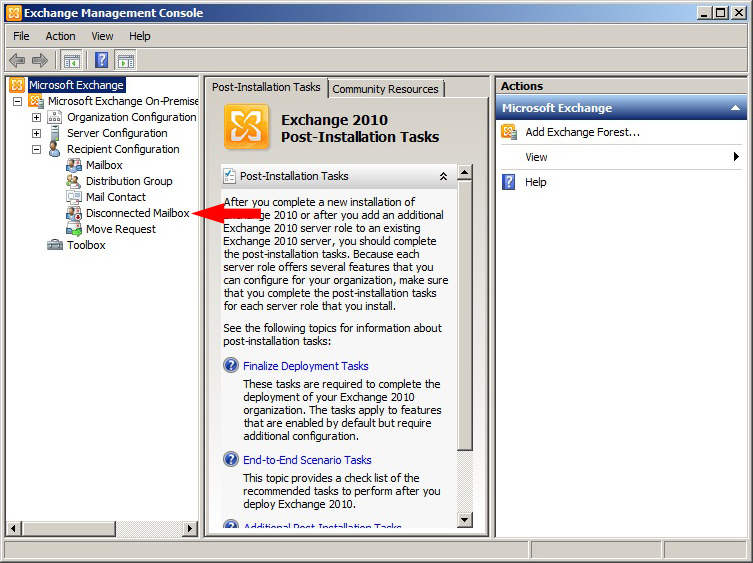 Exchange Management Console
File Action View Help
Microsoft Exchange
Microsoft Exchange On-Premise
Organization Configuration
Server Configuration
Recipient Configuration
Mailbox
Distribution Group
Mail Contact
Disconnected Mailbox
Move Request
Toolbox
Post-Installation Tasks
Community Resources
Exchange 2010
Post-Installation Tasks
Post-Installation Tasks
After you complete a new installation of
Exchange 2010 or after you add an additional
Exchange 2010 server role to an existing
Exchange 2010 server, you should complete
the post-installation tasks. Because each
server role offers several features that you
can configure for your organization, make sure
that you complete the post-installation tasks
for each server role that you install.
See the following topics for information about
post-installation tasks:
Finalize Deployment Tasks
These tasks are required to complete the
deployment of your Exchange 2010
organization. The tasks apply to features
that are enabled by default but require
additional configuration.
End-to-End Scenario Tasks
This topic provides a check list of the
recommended tasks to perform after you
deploy Exchange 2010.
Additional Post-Installation Tasks
Actions
Microsoft Exchange
Add Exchange Forest...
View
Help